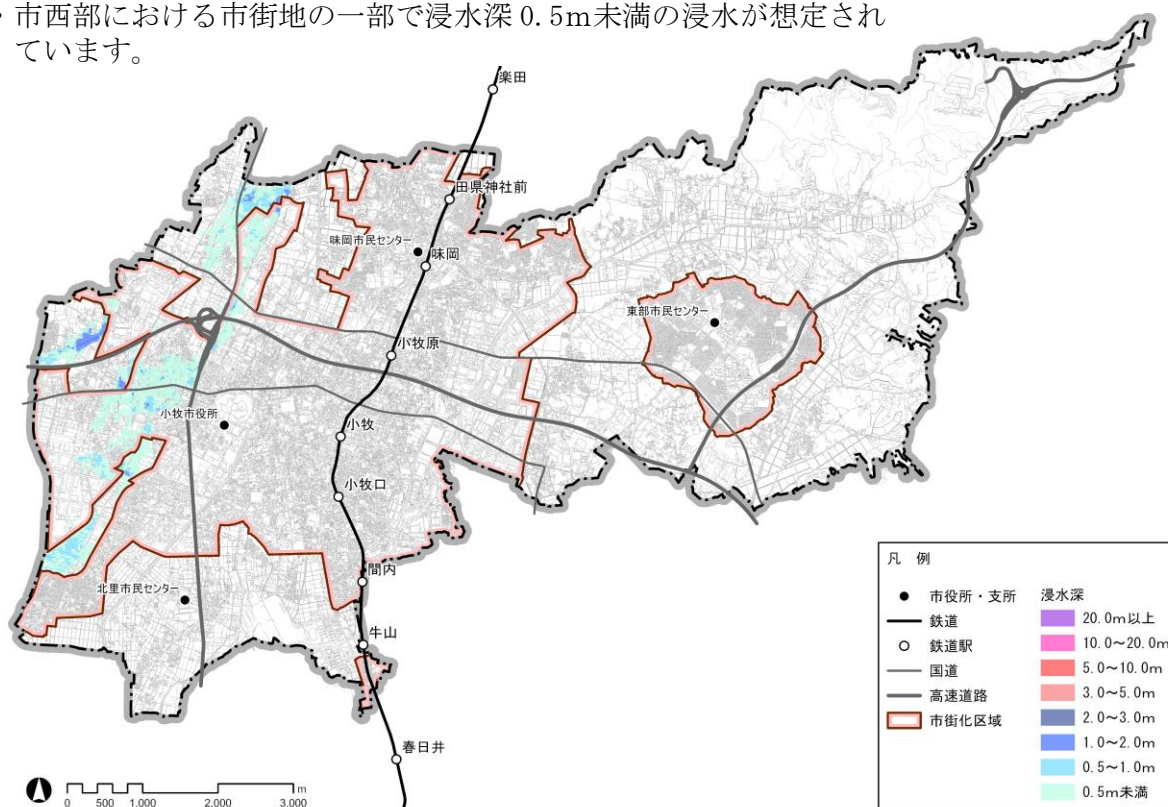 ・市西部における市街地の一部で浸水深 0.5m未満の浸水が想定され
ています。
楽田
田県神社前
味岡市民センター
味岡
東部市民センター
小牧原
小牧市役所
小牧
小牧口
間内
北里市民センター
牛山
春日井
0 500 1,000 2,000 3,000 m
凡 例
市役所・支所
鉄道
鉄道駅
国道
高速道路
市街化区域
浸水深
20.0m以上
10.0～20.0m
5.0～10.0m
3.0～5.0m
2.0～3.0m
1.0～2.0m
0.5～1.0m
0.5m未満